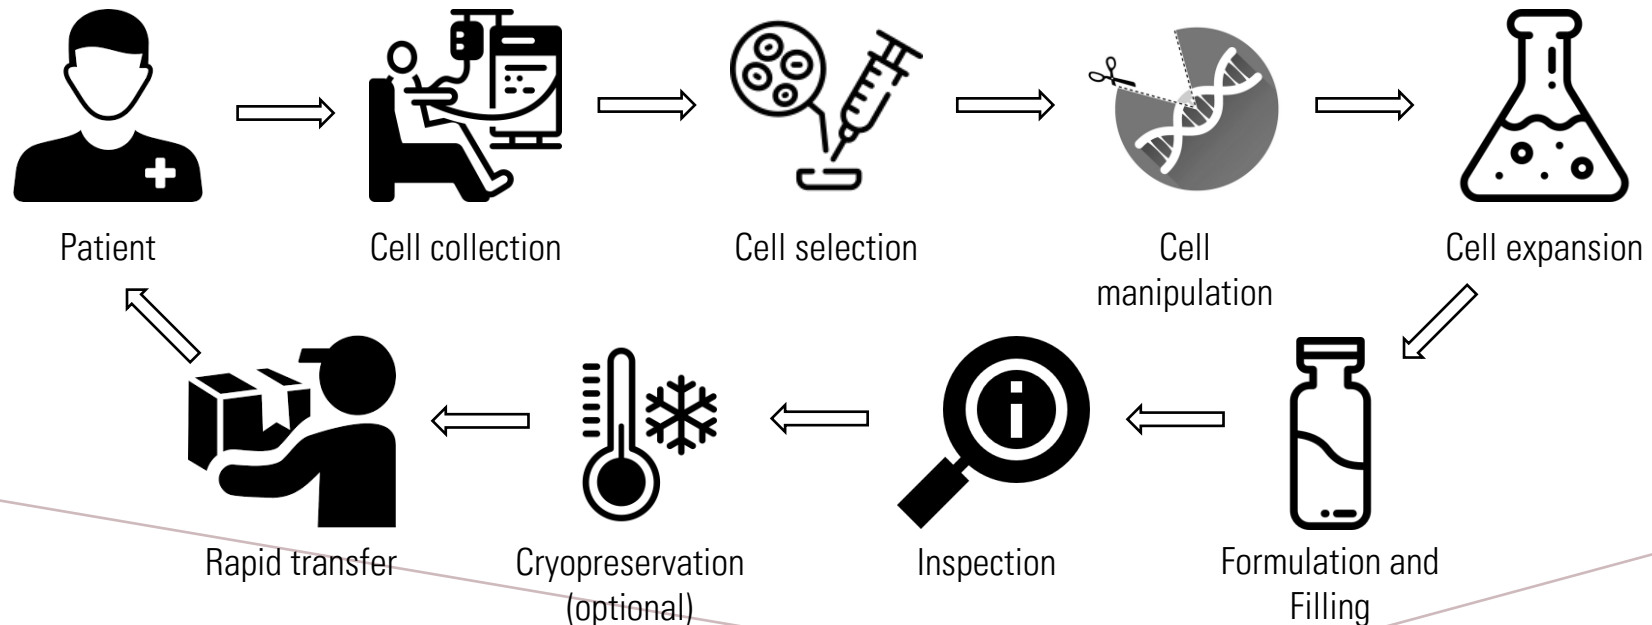 Patient
Cell collection
Cell selection
Cell
manipulation
Cell expansion
Rapid transfer
Cryopreservation
(optional)
Inspection
Formulation and
Filling